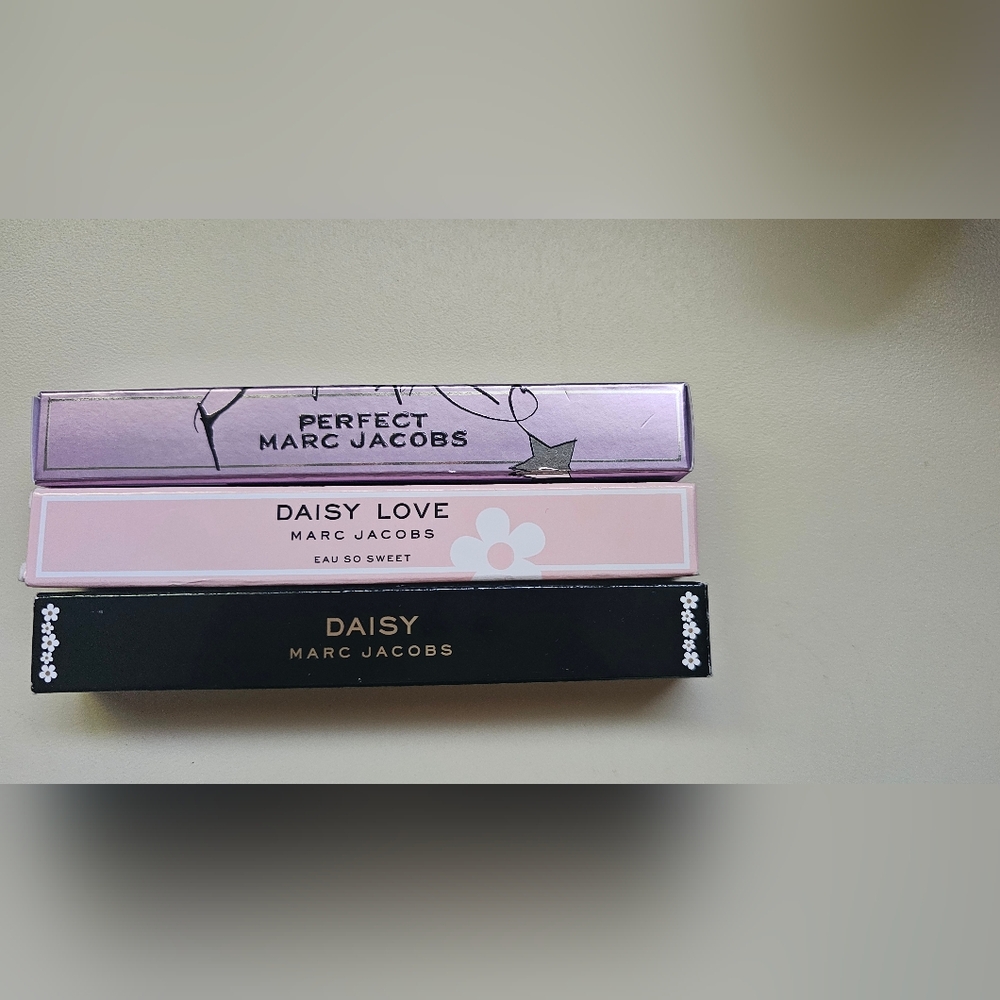 PERFECT
MARC JACOBS
DAISY LOVE
MARC JACOBS
EAU SO SWEET
DAISY
MARC JACOBS